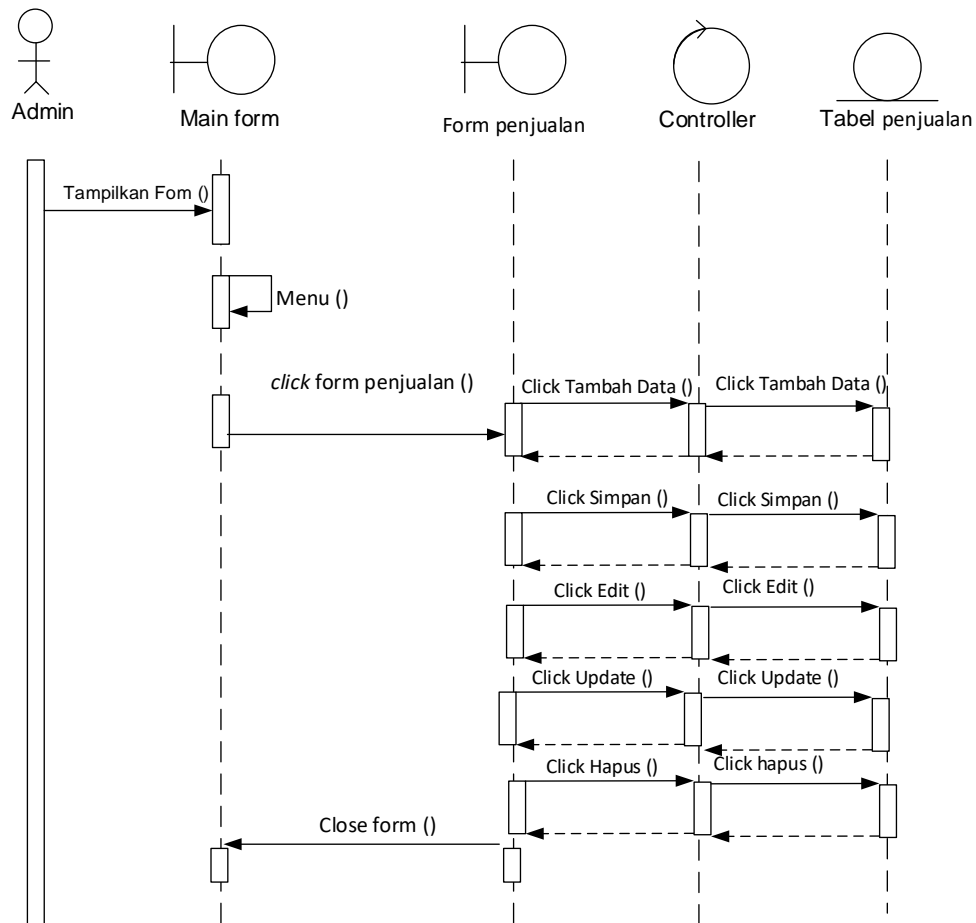 Admin
Main form
Form penjualan
Controller
Tabel penjualan
Tampilkan Fom ()
Menu ()
click form penjualan ()
Click Tambah Data ()
Click Tambah Data ()
Click Simpan ()
Click Simpan ()
Click Edit ()
Click Edit ()
Click Update ()
Click Update ()
Click Hapus ()
Click hapus ()
Close form ()